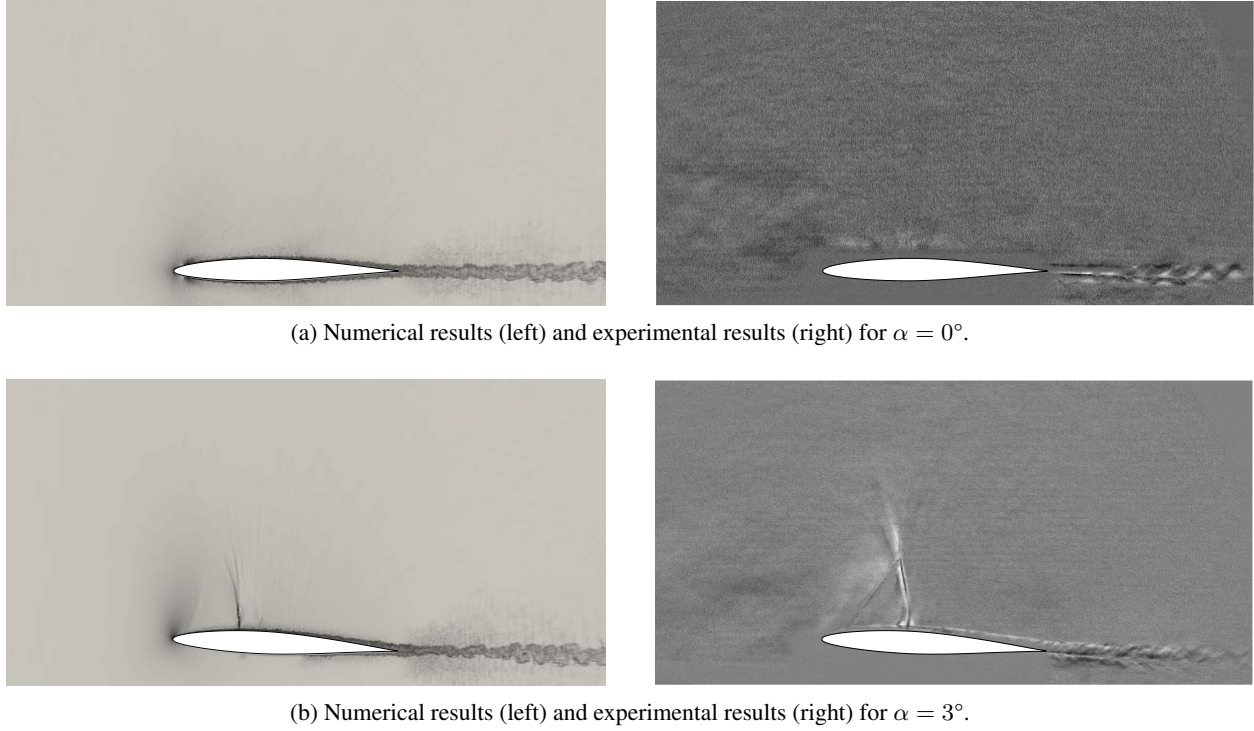 (a) Numerical results (left) and experimental results (right) for α = 0°.
(b) Numerical results (left) and experimental results (right) for α = 3°.